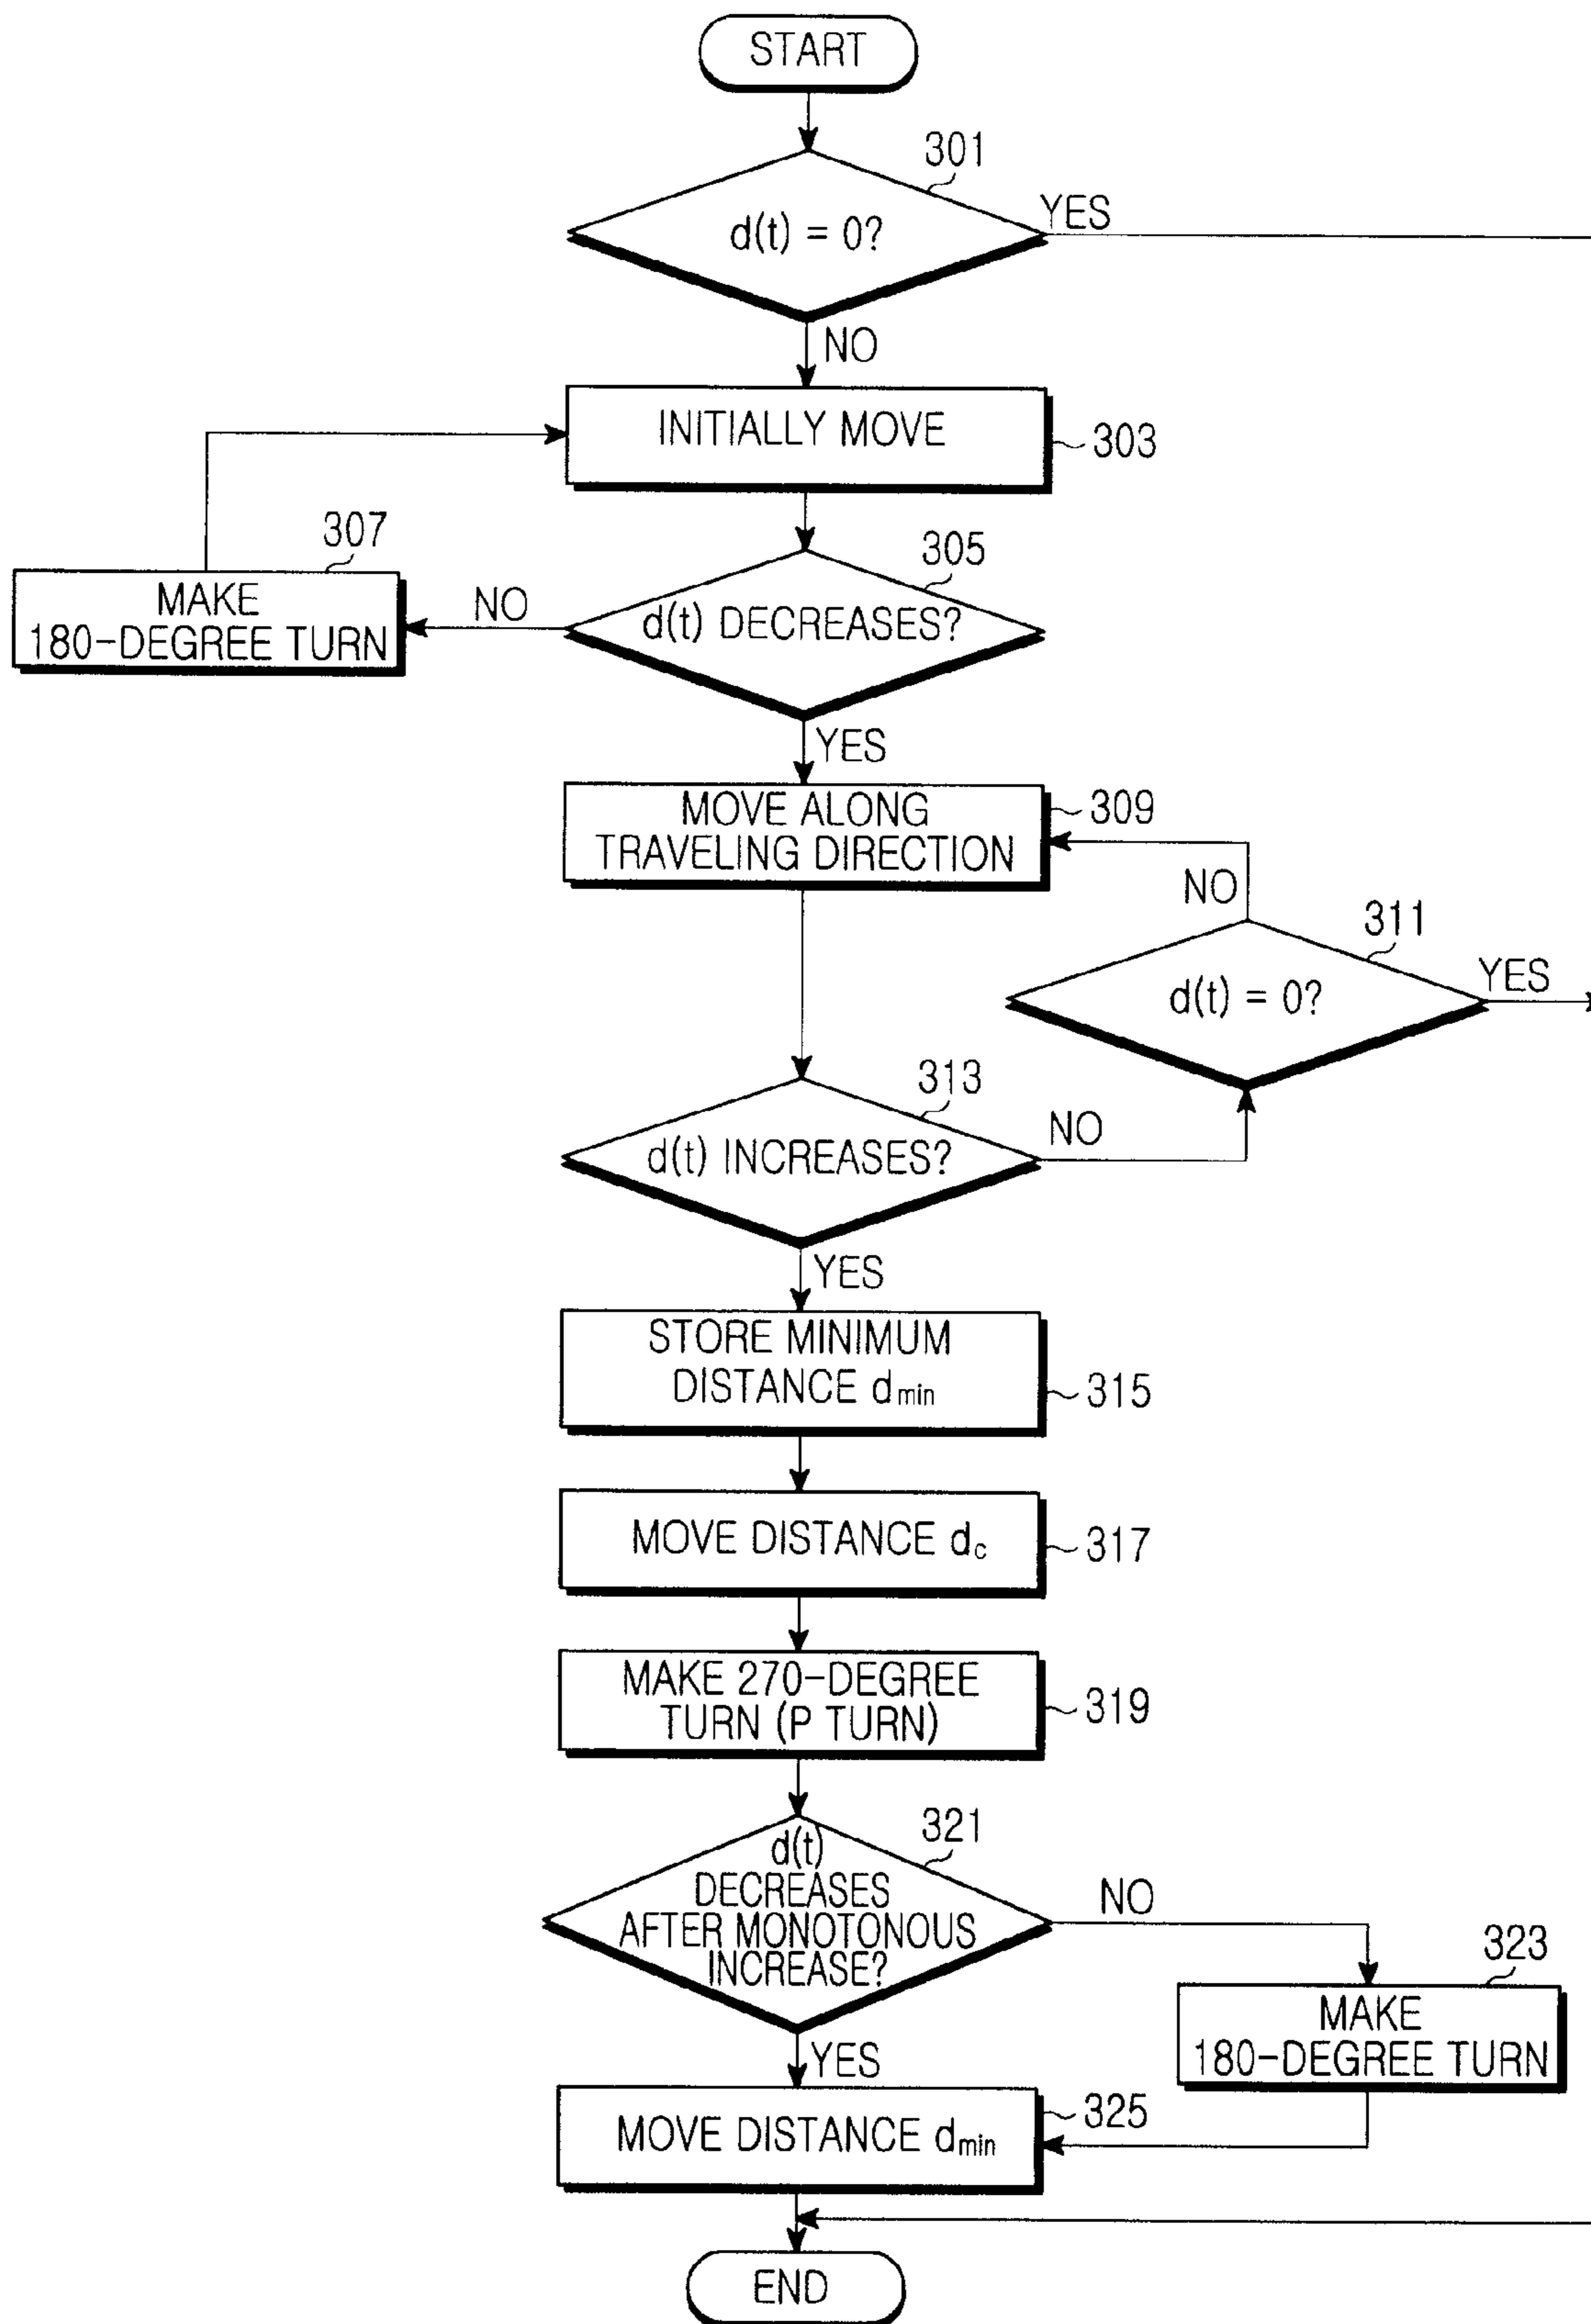 START
301
d(t) = 0?
YES
NO
INITIALLY MOVE
303
307
MAKE
180-DEGREE TURN
NO
305
d(t) DECREASES?
YES
MOVE ALONG
TRAVELING DIRECTION
309
NO
311
d(t) = 0?
YES
313
d(t) INCREASES?
NO
YES
STORE MINIMUM
DISTANCE dmin
315
MOVE DISTANCE dc
317
MAKE 270-DEGREE
TURN (P TURN)
319
321
d(t)
DECREASES
AFTER MONOTONOUS
INCREASE?
NO
323
MAKE
180-DEGREE TURN
YES
MOVE DISTANCE dmin
325
END